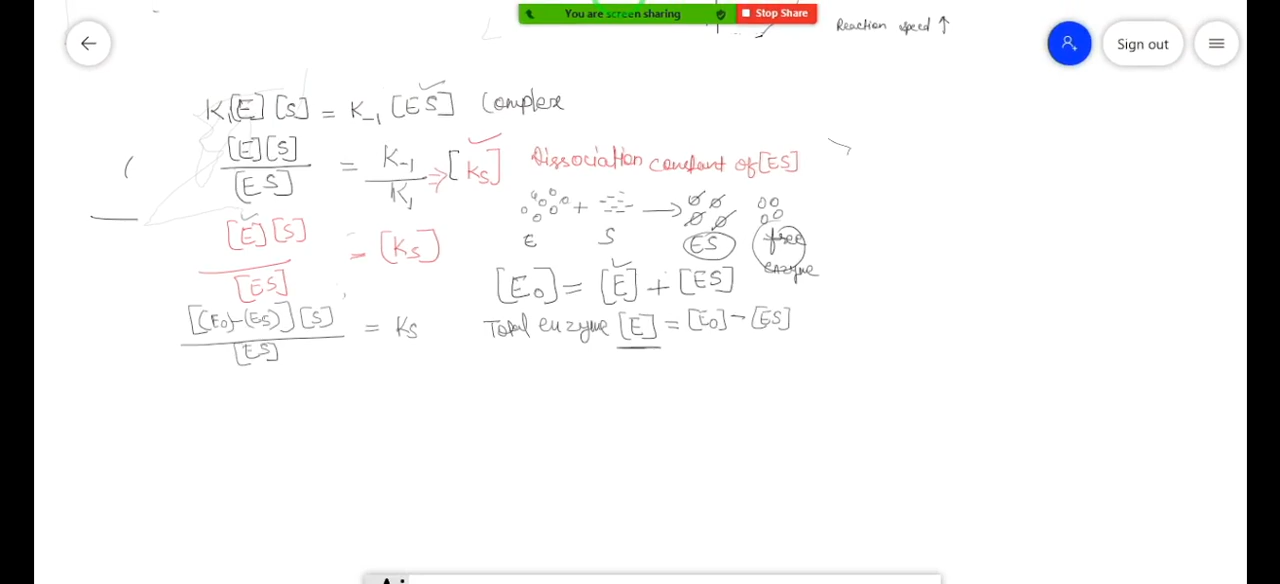 You are screen sharing Stop Share
Reaction speed ↑
Sign out
K₁[E][S] = K₋₁[ES] Complex
[E][S] / [ES] = K₋₁ / K₁ ⇒ [Ks] Dissociation constant of [ES]
+ →
E S ES free enzyme
[E][S] / [ES] = [Ks]
[E₀] = [E] + [ES]
[(E₀)-(ES)][S] / [ES] = Ks
Total enzyme [E] = [E₀] - [ES]